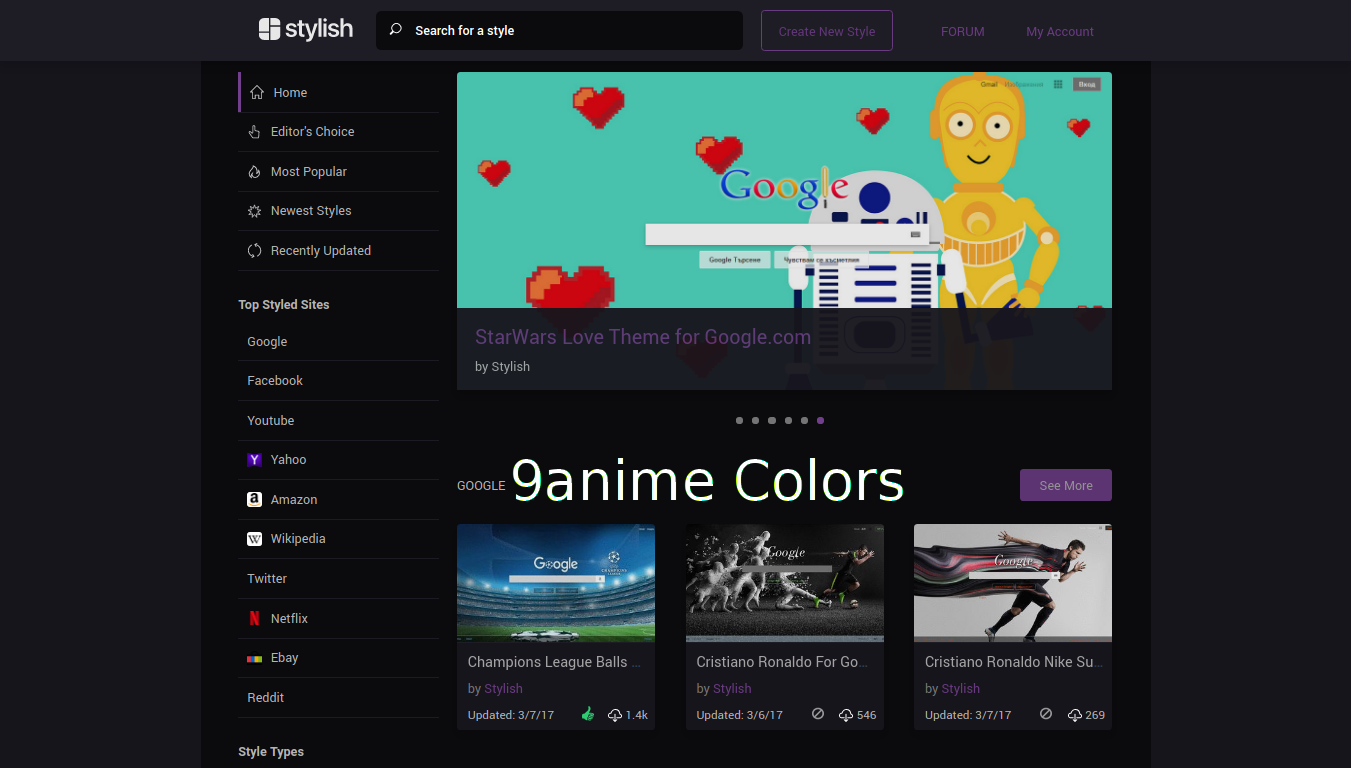 stylish
Search for a style
Create New Style
FORUM
My Account
Home
Editor's Choice
Most Popular
Newest Styles
Recently Updated
Top Styled Sites
Google
Facebook
Youtube
Yahoo
Amazon
Wikipedia
Twitter
Netflix
Ebay
Reddit
Style Types
Gmail Изображения Вход
Google
Google Търсене Чувствам се късметлия
StarWars Love Theme for Google.com
by Stylish
GOOGLE
9anime Colors
See More
Google
Champions League Balls ...
by Stylish
Updated: 3/7/17 1.4k
Google
Cristiano Ronaldo For Go...
by Stylish
Updated: 3/6/17 546
Google
Cristiano Ronaldo Nike Su...
by Stylish
Updated: 3/7/17 269